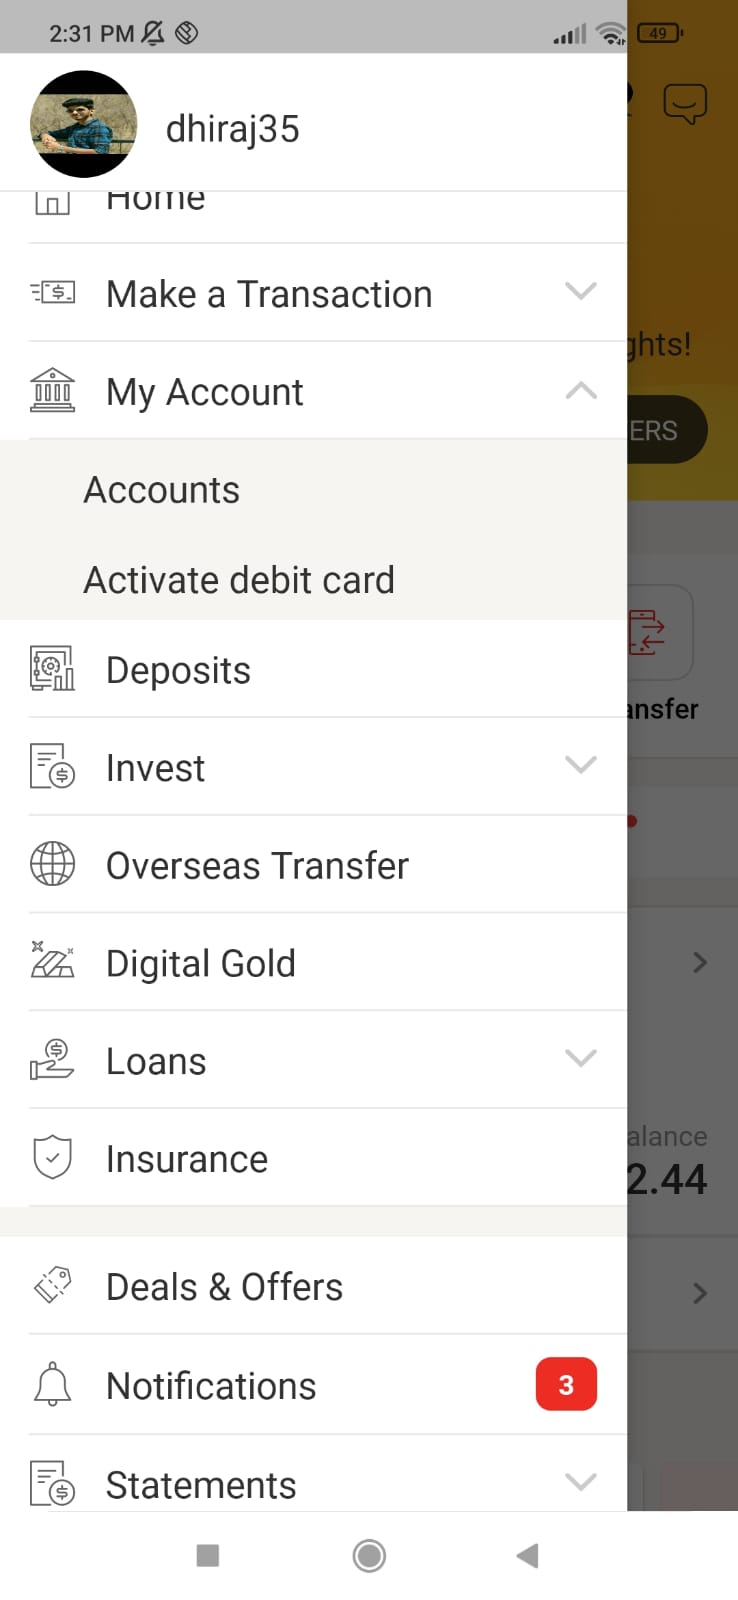 2:31 PM
49
dhiraj35
Home
Make a Transaction
ghts!
My Account
ERS
Accounts
Activate debit card
Deposits
ansfer
Invest
Overseas Transfer
Digital Gold
Loans
alance
Insurance
2.44
Deals & Offers
Notifications 3
Statements